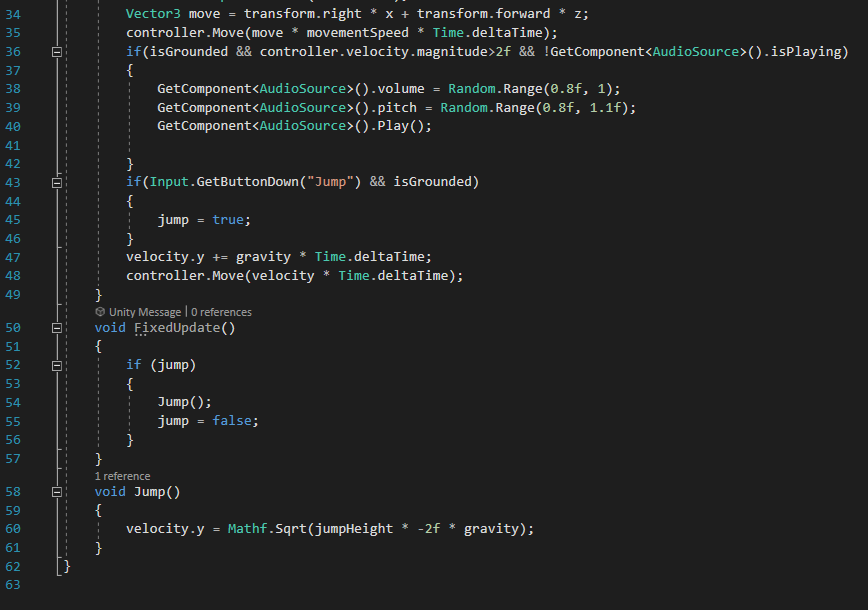 34 Vector3 move = transform.right * x + transform.forward * z;
35 controller.Move(move * movementSpeed * Time.deltaTime);
36 if(isGrounded && controller.velocity.magnitude>2f && !GetComponent<AudioSource>().isPlaying)
37 {
38 GetComponent<AudioSource>().volume = Random.Range(0.8f, 1);
39 GetComponent<AudioSource>().pitch = Random.Range(0.8f, 1.1f);
40 GetComponent<AudioSource>().Play();
41
42 }
43 if(Input.GetButtonDown("Jump") && isGrounded)
44 {
45 jump = true;
46 }
47 velocity.y += gravity * Time.deltaTime;
48 controller.Move(velocity * Time.deltaTime);
49 }
Unity Message | 0 references
50 void FixedUpdate()
51 {
52 if (jump)
53 {
54 Jump();
55 jump = false;
56 }
57 }
1 reference
58 void Jump()
59 {
60 velocity.y = Mathf.Sqrt(jumpHeight * -2f * gravity);
61 }
62 }
63